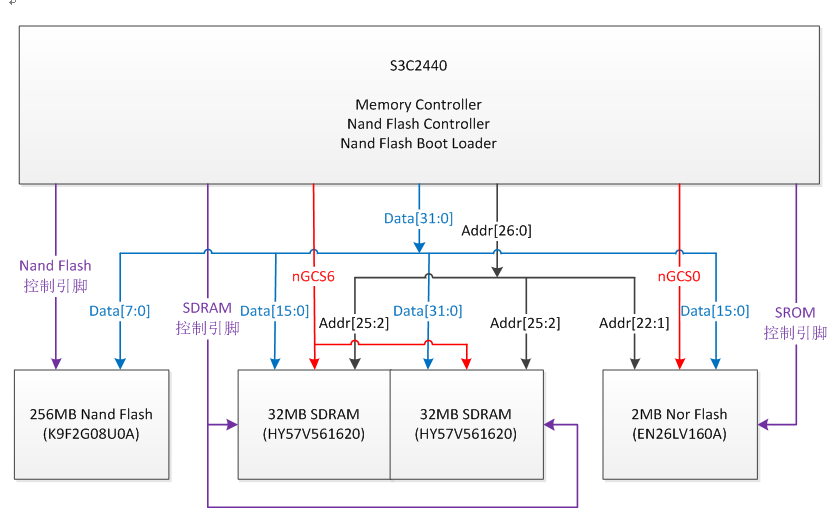 S3C2440
Memory Controller
Nand Flash Controller
Nand Flash Boot Loader
Data[31:0]
Addr[26:0]
Nand Flash
控制引脚
nGCS6
nGCS0
Data[7:0]
SDRAM
控制引脚
Data[15:0]
Addr[25:2]
Data[31:0]
Addr[25:2]
Addr[22:1]
Data[15:0]
SROM
控制引脚
256MB Nand Flash
(K9F2G08U0A)
32MB SDRAM
(HY57V561620)
32MB SDRAM
(HY57V561620)
2MB Nor Flash
(EN26LV160A)